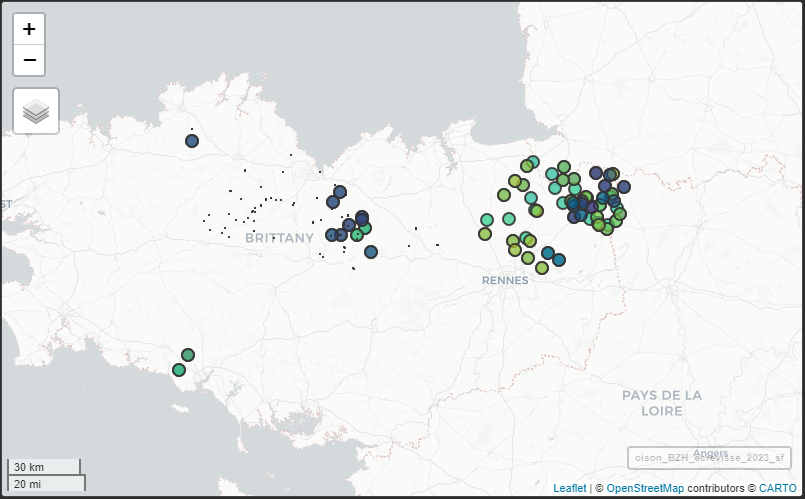 +
−
ST
BRITTANY
RENNES
PAYS DE LA
LOIRE
Angers
oison_BZH_ecrevisse_2023_sf
30 km
20 mi
Leaflet | © OpenStreetMap contributors © CARTO